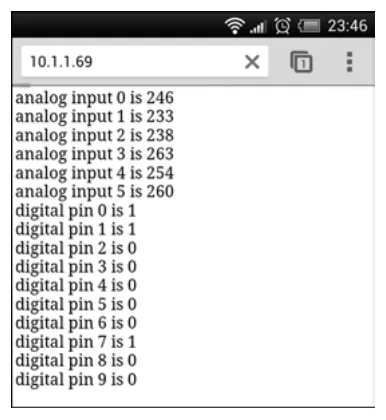 23:46
10.1.1.69
1
analog input 0 is 246
analog input 1 is 233
analog input 2 is 238
analog input 3 is 263
analog input 4 is 254
analog input 5 is 260
digital pin 0 is 1
digital pin 1 is 1
digital pin 2 is 0
digital pin 3 is 0
digital pin 4 is 0
digital pin 5 is 0
digital pin 6 is 0
digital pin 7 is 1
digital pin 8 is 0
digital pin 9 is 0